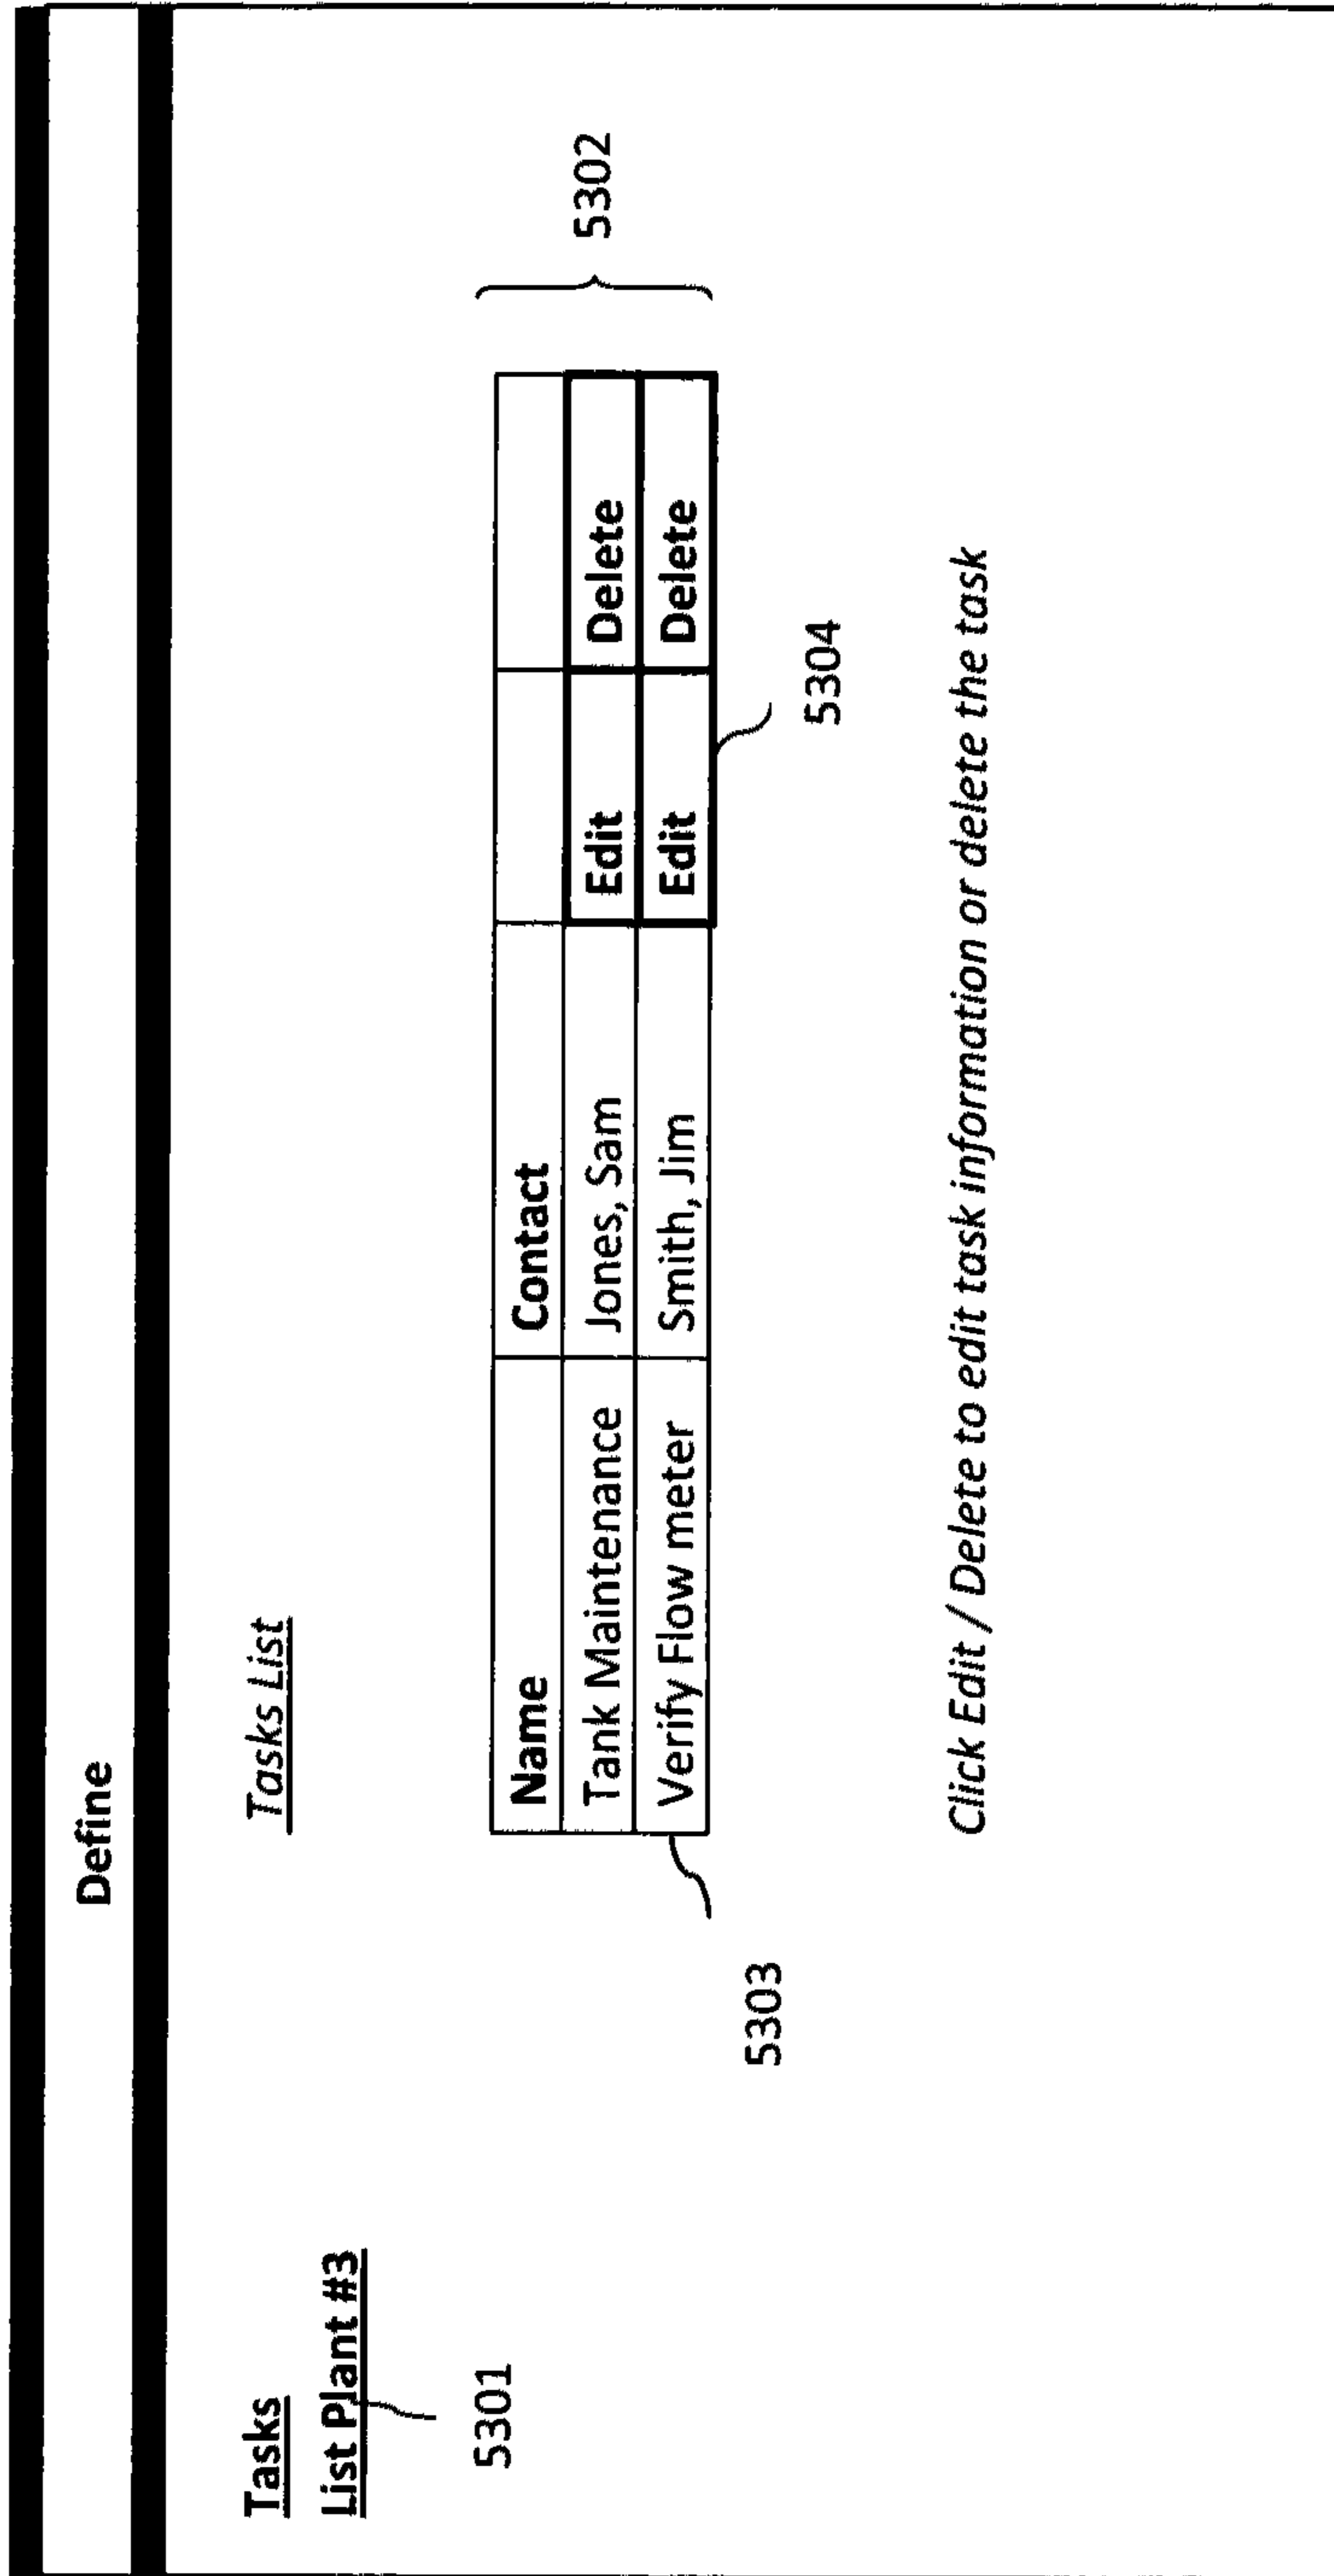 Define
Tasks
List Plant #3
5301
Tasks List
Name Contact
Tank Maintenance Jones, Sam Edit Delete
Verify Flow meter Smith, Jim Edit Delete
5302
5303
5304
Click Edit / Delete to edit task information or delete the task